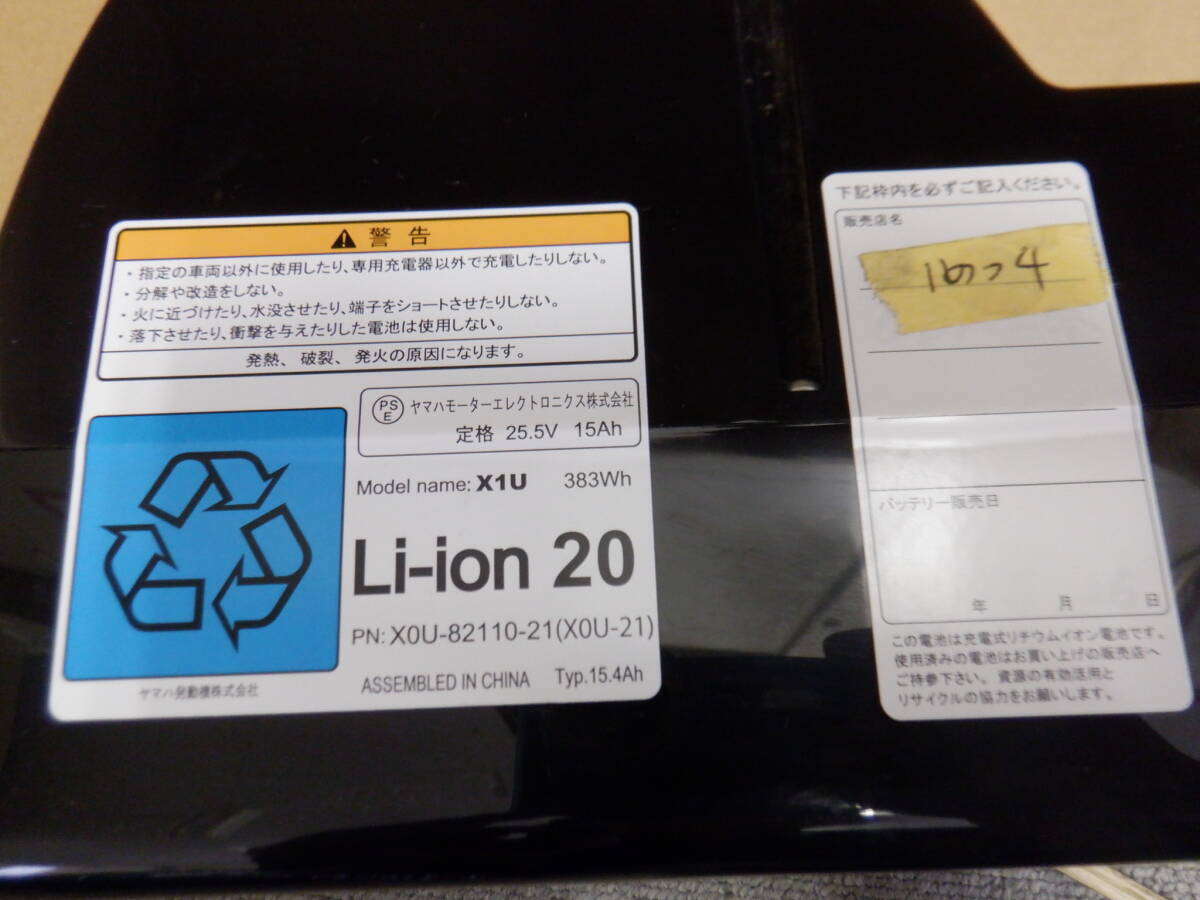 警告
・指定の車両以外に使用したり、専用充電器以外で充電したりしない。
・分解や改造をしない。
・火に近づけたり、水没させたり、端子をショートさせたりしない。
・落下させたり、衝撃を与えたりした電池は使用しない。
発熱、破裂、発火の原因になります。
PS
E
ヤマハモーターエレクトロニクス株式会社
定格 25.5V 15Ah
Model name: X1U 383Wh
Li-ion 20
PN: X0U-82110-21(X0U-21)
ASSEMBLED IN CHINA Typ.15.4Ah
ヤマハ発動機株式会社
下記枠内を必ずご記入ください。
販売店名
バッテリー販売日
年 月 日
この電池は充電式リチウムイオン電池です。
使用済みの電池はお買い上げの販売店へ
ご持参下さい。資源の有効活用と
リサイクルの協力をお願いします。